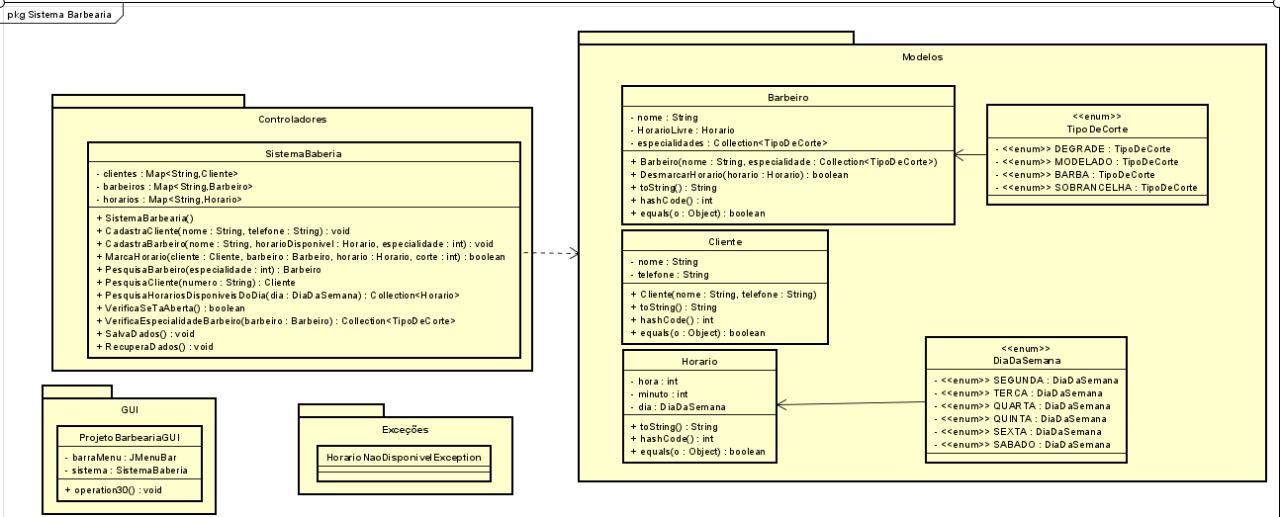 pkg Sistema Barbearia
Controladores
SistemaBaberia
- clientes : Map<String,Cliente>
- barbeiros : Map<String,Barbeiro>
- horarios : Map<String,Horario>
+ SistemaBarbearia()
+ CadastraCliente(nome : String, telefone : String) : void
+ CadastraBarbeiro(nome : String, horarioDisponivel : Horario, especialidade : int) : void
+ MarcaHorario(cliente : Cliente, barbeiro : Barbeiro, horario : Horario, corte : int) : boolean
+ PesquisaBarbeiro(especialidade : int) : Barbeiro
+ PesquisaCliente(numero : String) : Cliente
+ PesquisaHorariosDisponiveisDoDia(dia : DiaDaSemana) : Collection<Horario>
+ VerificaSeTaAberta() : boolean
+ VerificaEspecialidadeBarbeiro(barbeiro : Barbeiro) : Collection<TipoDeCorte>
+ SalvaDados() : void
+ RecuperaDados() : void
GUI
ProjetoBarbeariaGUI
- barraMenu : JMenuBar
- sistema : SistemaBaberia
+ operation30() : void
Exceções
HorarioNaoDisponivelException
Modelos
Barbeiro
- nome : String
- HorarioLivre : Horario
- especialidades : Collection<TipoDeCorte>
+ Barbeiro(nome : String, especialidade : Collection<TipoDeCorte>)
+ DesmarcarHorario(horario : Horario) : boolean
+ toString() : String
+ hashCode() : int
+ equals(o : Object) : boolean
<<enum>>
TipoDeCorte
- <<enum>> DEGRADE : TipoDeCorte
- <<enum>> MODELADO : TipoDeCorte
- <<enum>> BARBA : TipoDeCorte
- <<enum>> SOBRANCELHA : TipoDeCorte
Cliente
- nome : String
- telefone : String
+ Cliente(nome : String, telefone : String)
+ toString() : String
+ hashCode() : int
+ equals(o : Object) : boolean
Horario
- hora : int
- minuto : int
- dia : DiaDaSemana
+ toString() : String
+ hashCode() : int
+ equals(o : Object) : boolean
<<enum>>
DiaDaSemana
- <<enum>> SEGUNDA : DiaDaSemana
- <<enum>> TERCA : DiaDaSemana
- <<enum>> QUARTA : DiaDaSemana
- <<enum>> QUINTA : DiaDaSemana
- <<enum>> SEXTA : DiaDaSemana
- <<enum>> SABADO : DiaDaSemana